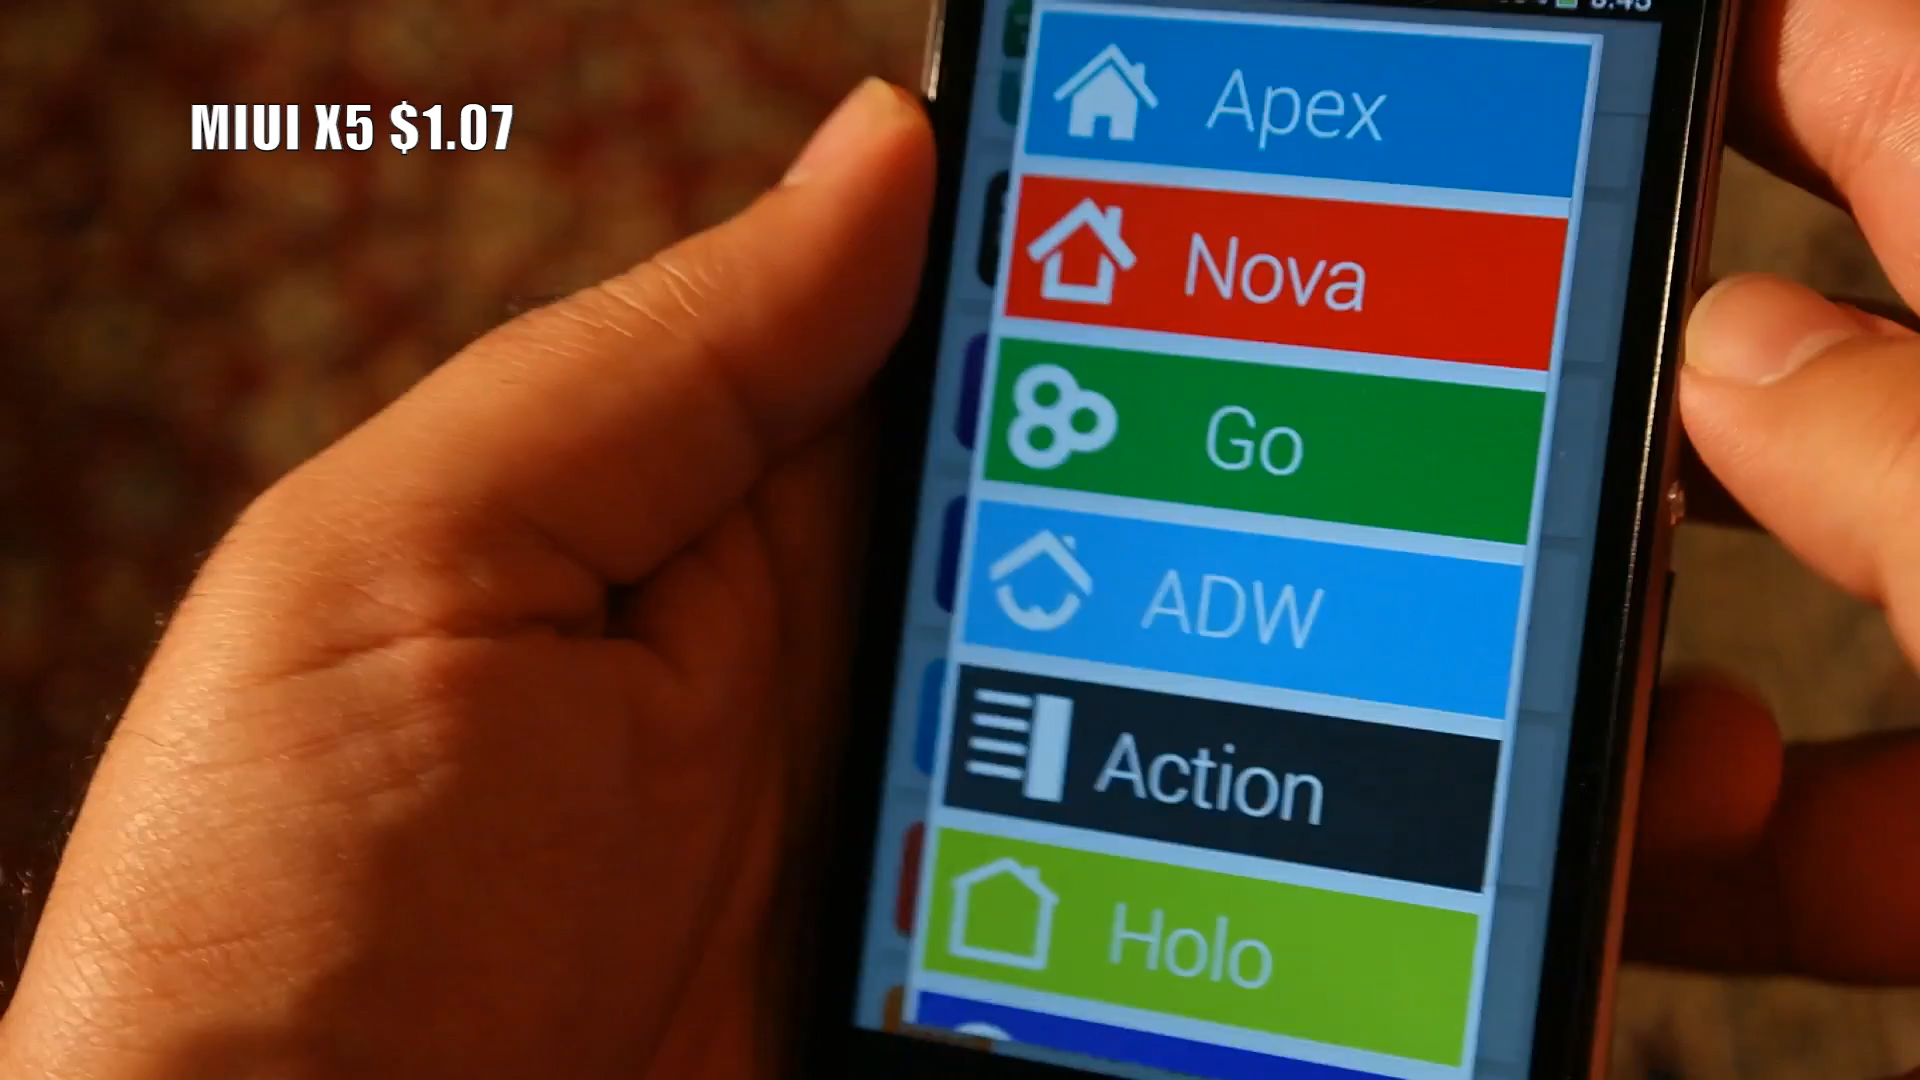 MIUI X5 $1.07
Apex
Nova
Go
ADW
Action
Holo